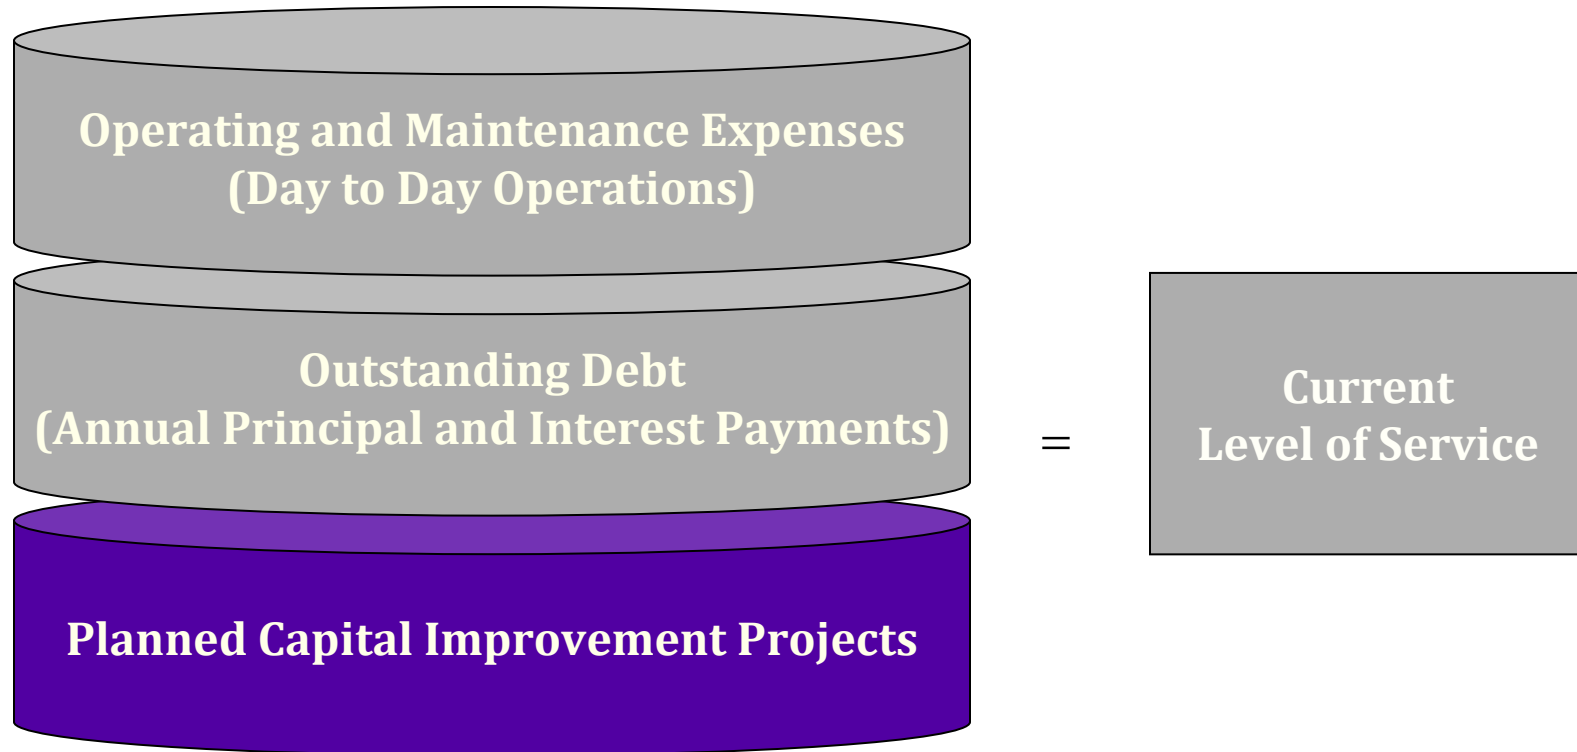 Operating and Maintenance Expenses
(Day to Day Operations)
Outstanding Debt
(Annual Principal and Interest Payments)
=
Current
Level of Service
Planned Capital Improvement Projects